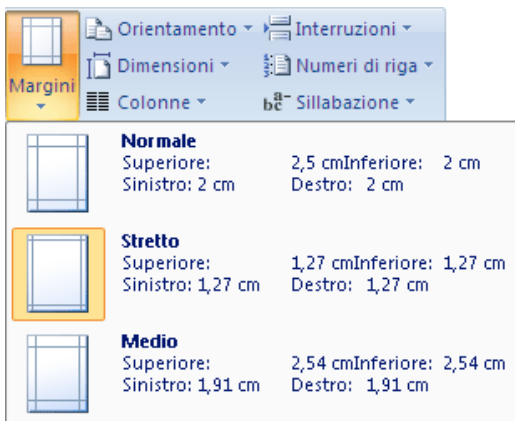 Margini
Orientamento
Interruzioni
Dimensioni
Numeri di riga
Colonne
bc a- Sillabazione
Normale
Superiore: 2,5 cmInferiore: 2 cm
Sinistro: 2 cm Destro: 2 cm
Stretto
Superiore: 1,27 cmInferiore: 1,27 cm
Sinistro: 1,27 cm Destro: 1,27 cm
Medio
Superiore: 2,54 cmInferiore: 2,54 cm
Sinistro: 1,91 cm Destro: 1,91 cm